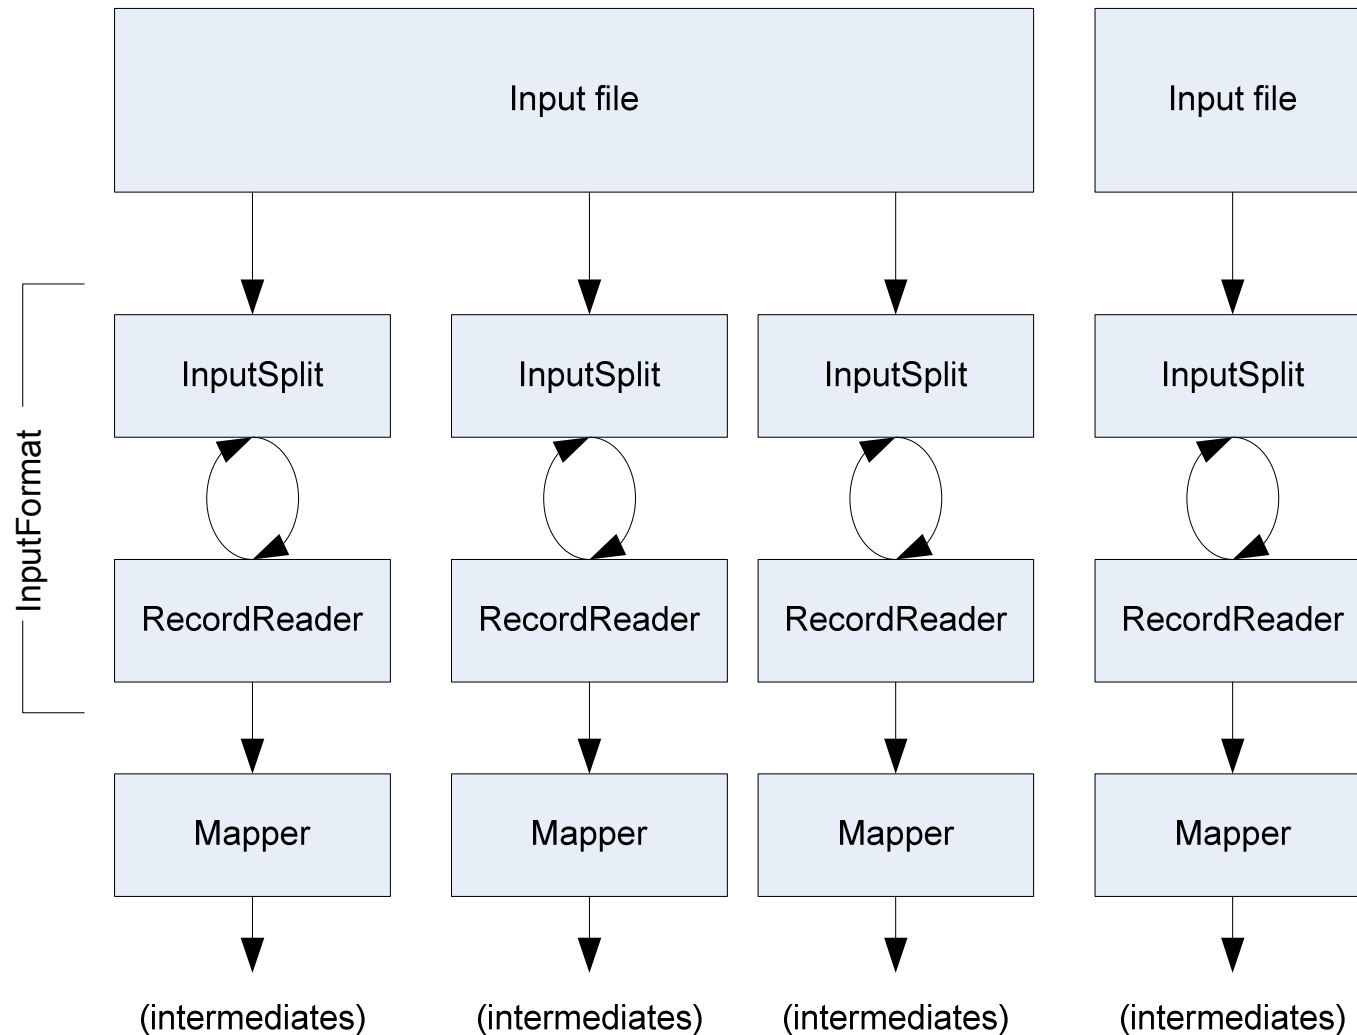 Input file
Input file
InputSplit
InputSplit
InputSplit
InputSplit
InputFormat
RecordReader
RecordReader
RecordReader
RecordReader
Mapper
Mapper
Mapper
Mapper
(intermediates)
(intermediates)
(intermediates)
(intermediates)